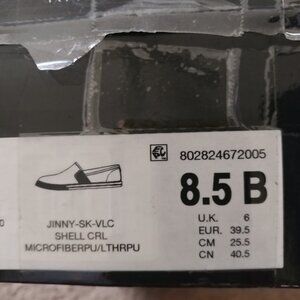 802824672005
8.5 B
JINNY-SK-VLC
SHELL CRL
MICROFIBERPU/LTHRPU
U.K. 6
EUR. 39.5
CM 25.5
CN 40.5